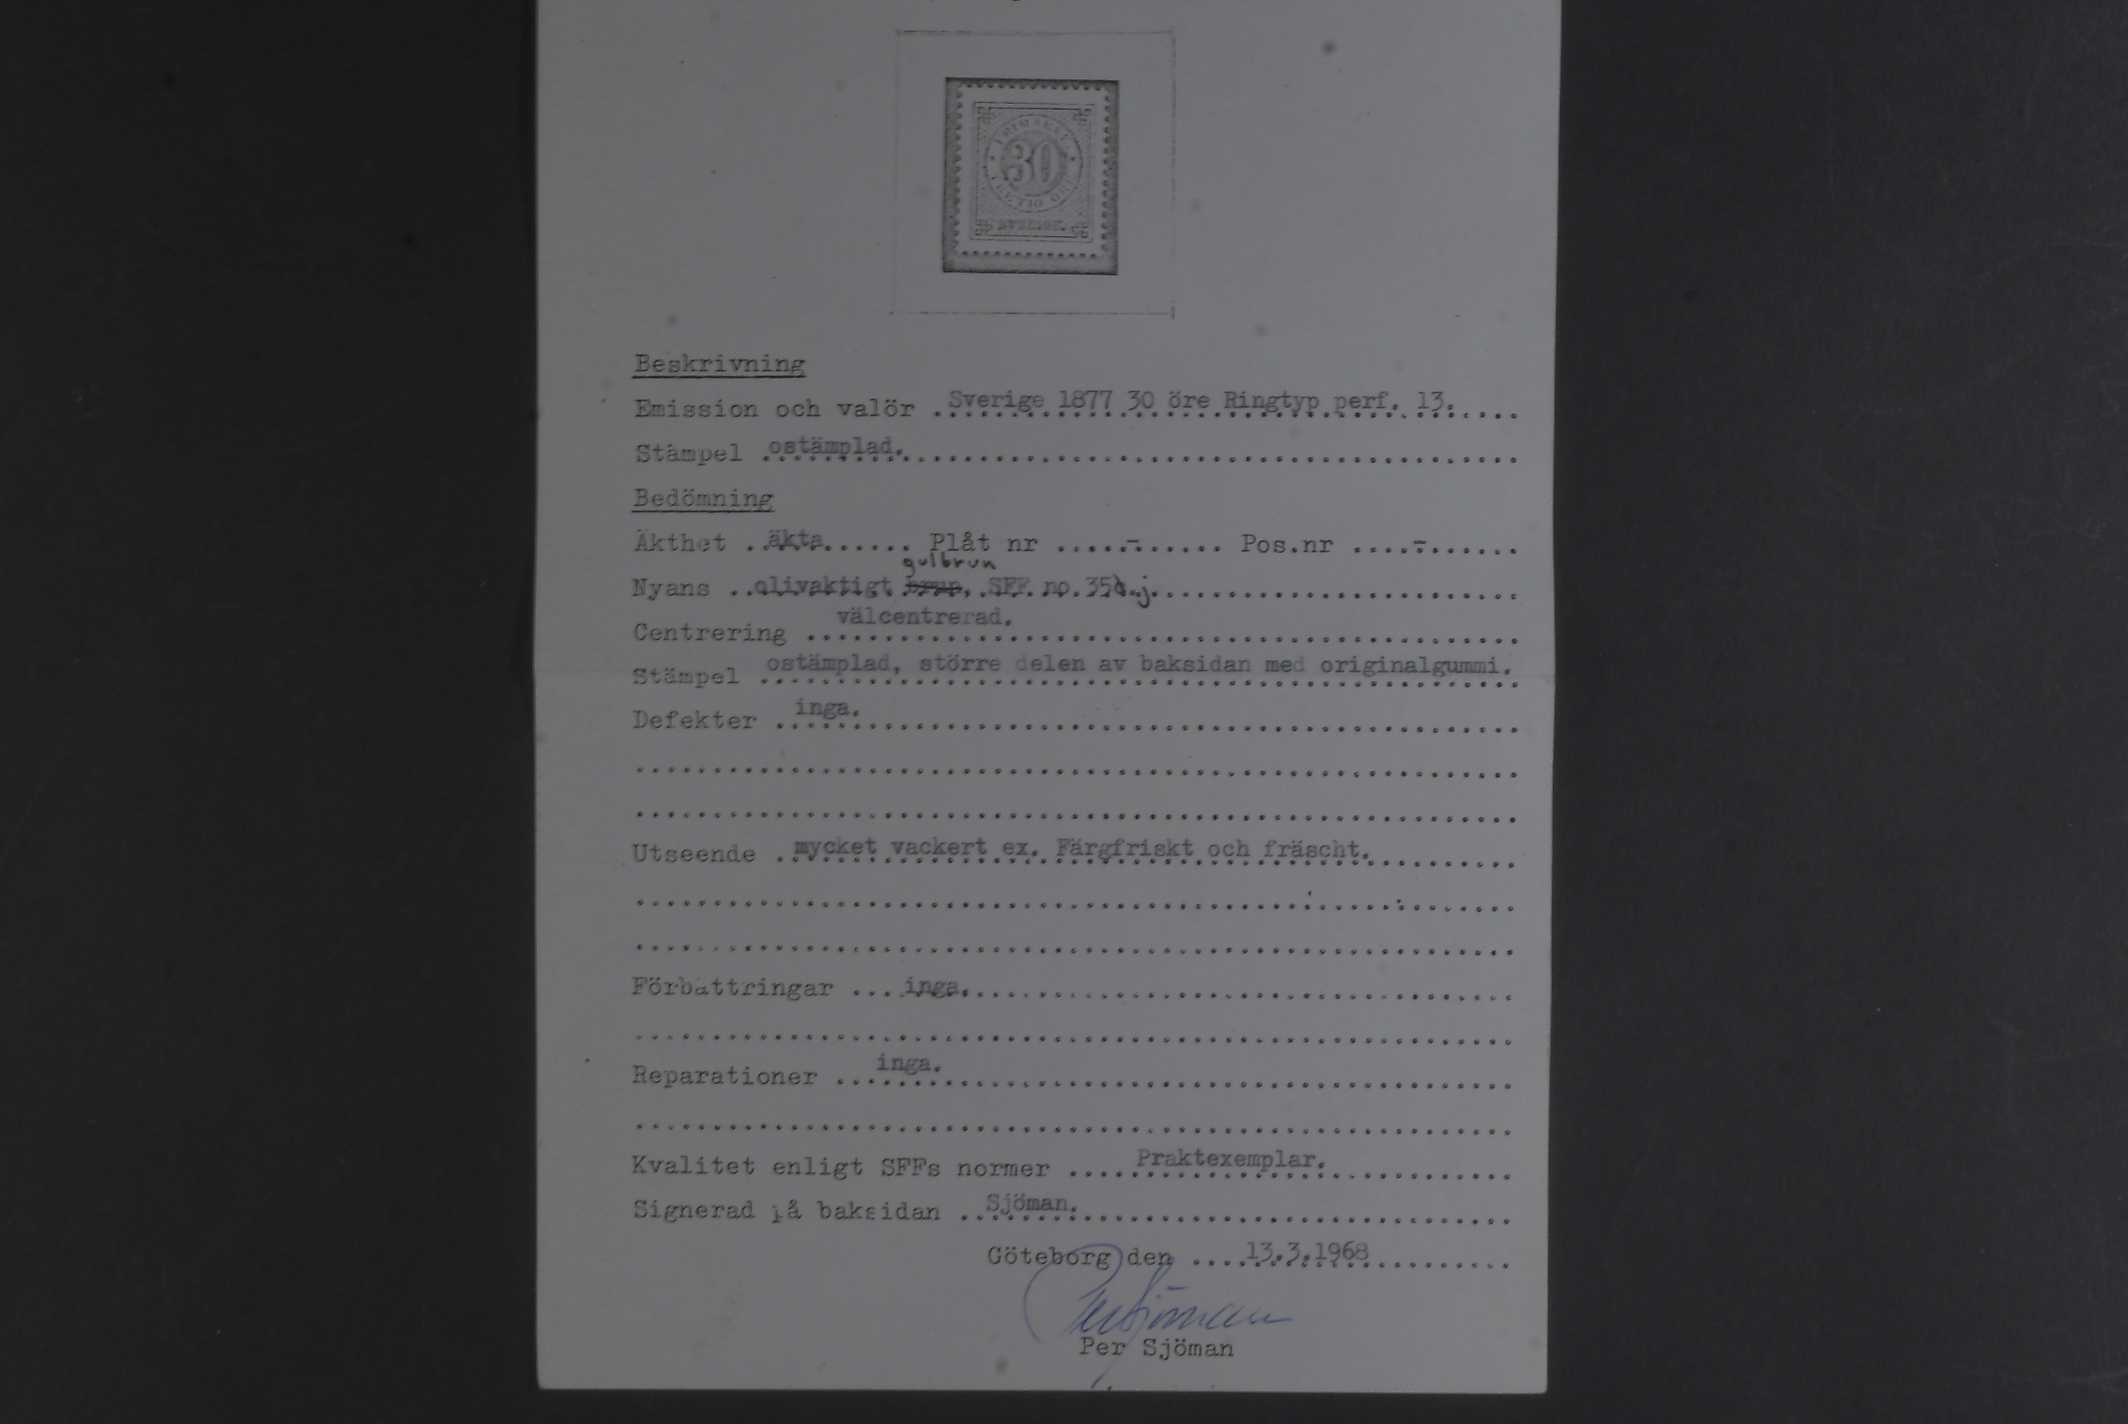 30
Beskrivning
Emission och valör .Sverige 1877 30 öre Ringtyp perf. 13.....
Stämpel ostämplad.
Bedömning
Äkthet ..äkta...... Plåt nr .....-...... Pos.nr ....-......
gulbrun
Nyans ..olivaktigt brun, SFF no.35d.j.
Centrering välcentrerad.
Stämpel ostämplad, större delen av baksidan med originalgummi.
Defekter inga.
Utseende .mycket vackert ex. Färgfriskt och fräscht.
Förbättringar ...inga.
Reparationer inga.
Kvalitet enligt SFFs normer ....Praktexemplar.
Signerad på baksidan ..Sjöman.
Göteborg den ....13.3.1968
Per Sjöman
Per Sjöman